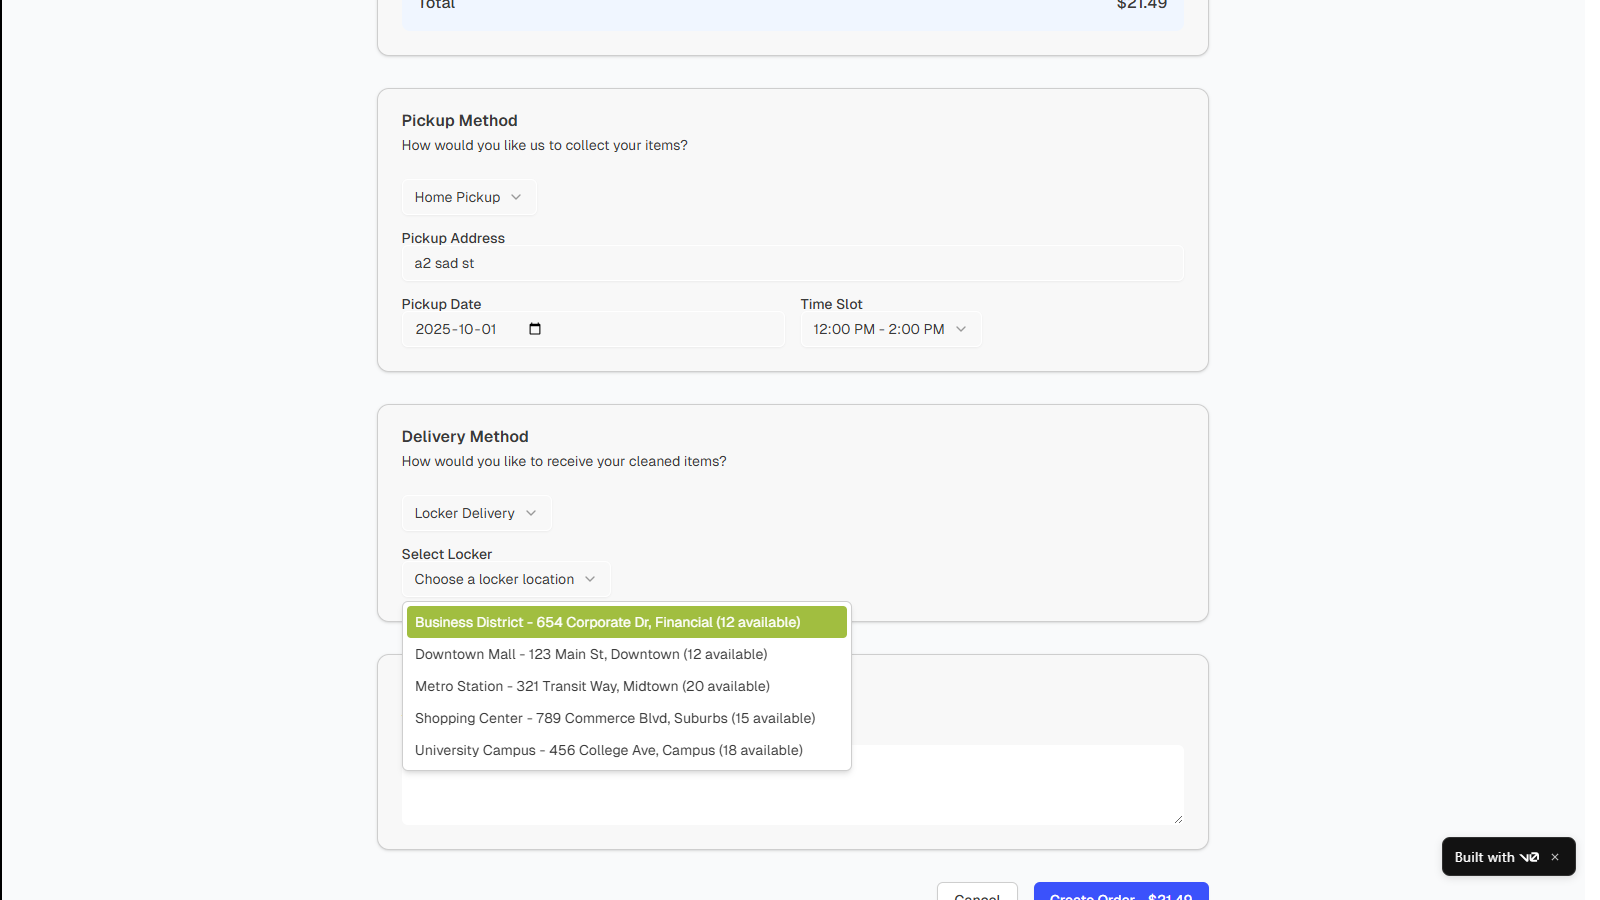 Total $21.49
Pickup Method
How would you like us to collect your items?
Home Pickup
Pickup Address
a2 sad st
Pickup Date Time Slot
2025-10-01 12:00 PM - 2:00 PM
Delivery Method
How would you like to receive your cleaned items?
Locker Delivery
Select Locker
Choose a locker location
Business District - 654 Corporate Dr, Financial (12 available)
Downtown Mall - 123 Main St, Downtown (12 available)
Metro Station - 321 Transit Way, Midtown (20 available)
Shopping Center - 789 Commerce Blvd, Suburbs (15 available)
University Campus - 456 College Ave, Campus (18 available)
Built with v0
Cancel Create Order - $21.49